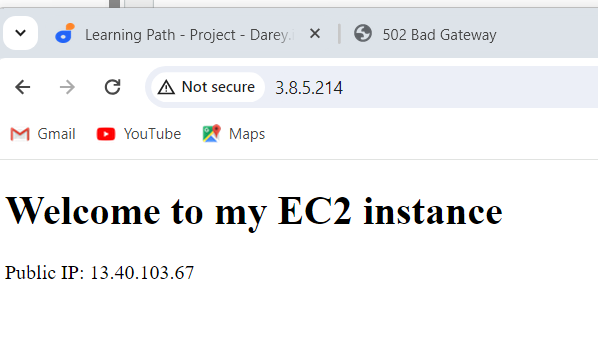 Learning Path - Project - Darey.
502 Bad Gateway
Not secure
3.8.5.214
Gmail
YouTube
Maps
Welcome to my EC2 instance
Public IP: 13.40.103.67